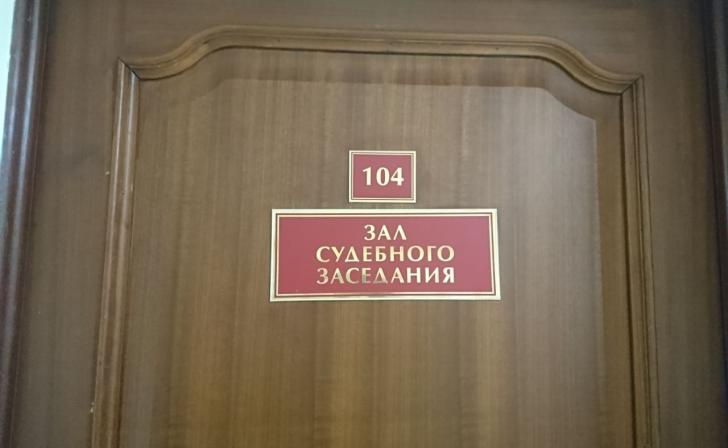 104
ЗАЛ
СУДЕБНОГО
ЗАСЕДАНИЯ